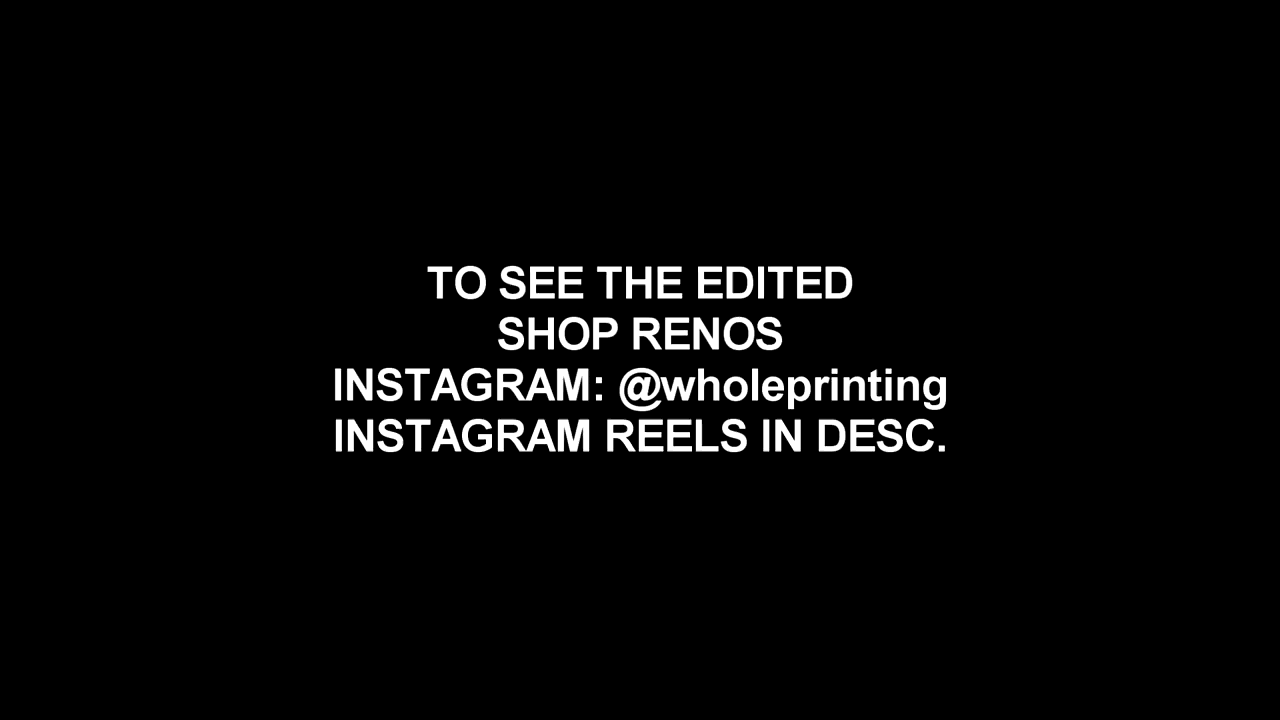 TO SEE THE EDITED
SHOP RENOS
INSTAGRAM: @wholeprinting
INSTAGRAM REELS IN DESC.